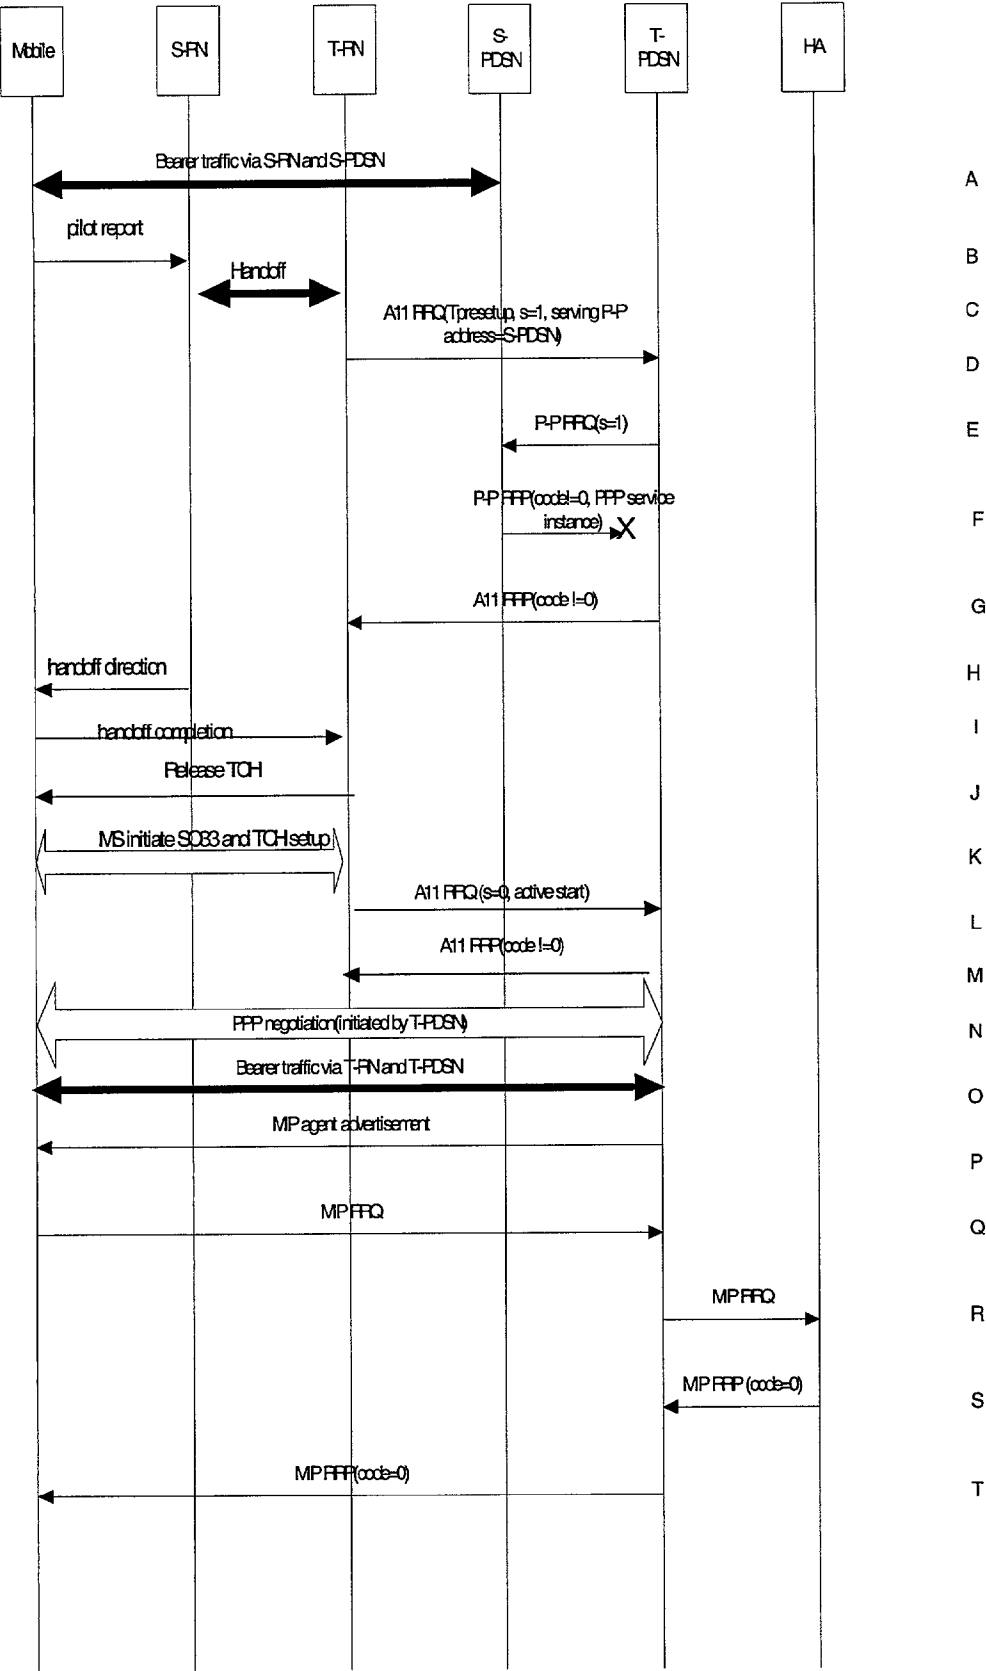 Mobile
S-RN
T-RN
S-
PDSN
T-
PDSN
HA
Bearer traffic via S-RN and S-PDSN
A
pilot report
B
Handoff
C
A11 RRQ(Tpresetup, s=1, serving P-P
address=S-PDSN)
D
P-P RRQ(s=1)
E
P-P RRP(code!=0, PPP service
instance)
X
F
A11 RRP(code !=0)
G
handoff direction
H
handoff completion
I
Release TCH
J
MS initiate SO33 and TCH setup
K
A11 RRQ (s=0, active start)
L
A11 RRP(code !=0)
M
PPP negotiation(initiated by T-PDSN)
N
Bearer traffic via T-RN and T-PDSN
O
MIP agent advertisement
P
MIP RRQ
Q
MIP RRQ
R
MIP RRP (code=0)
S
MIP RRP(code=0)
T